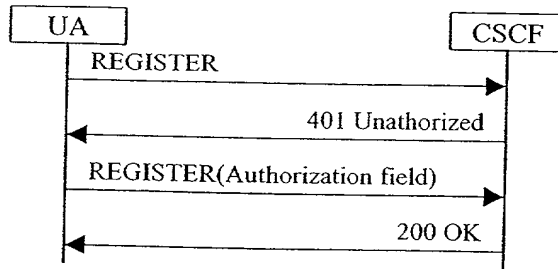 UA
CSCF
REGISTER
401 Unathorized
REGISTER(Authorization field)
200 OK